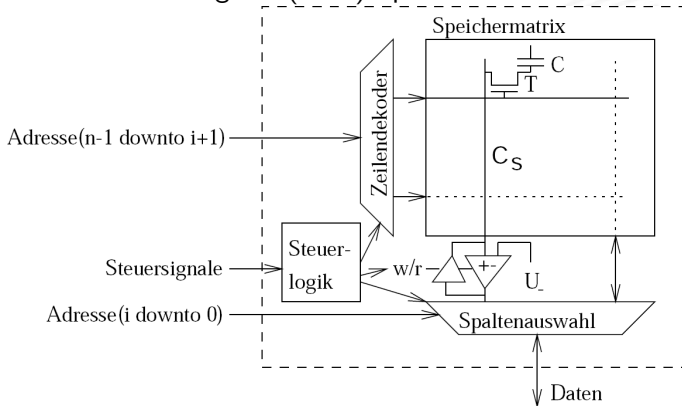 Speichermatrix
C
T
Zeilendekoder
Adresse(n-1 downto i+1)
C_S
Steuer-
logik
Steuersignale
w/r
+-
U_-
Adresse(i downto 0)
Spaltenauswahl
Daten